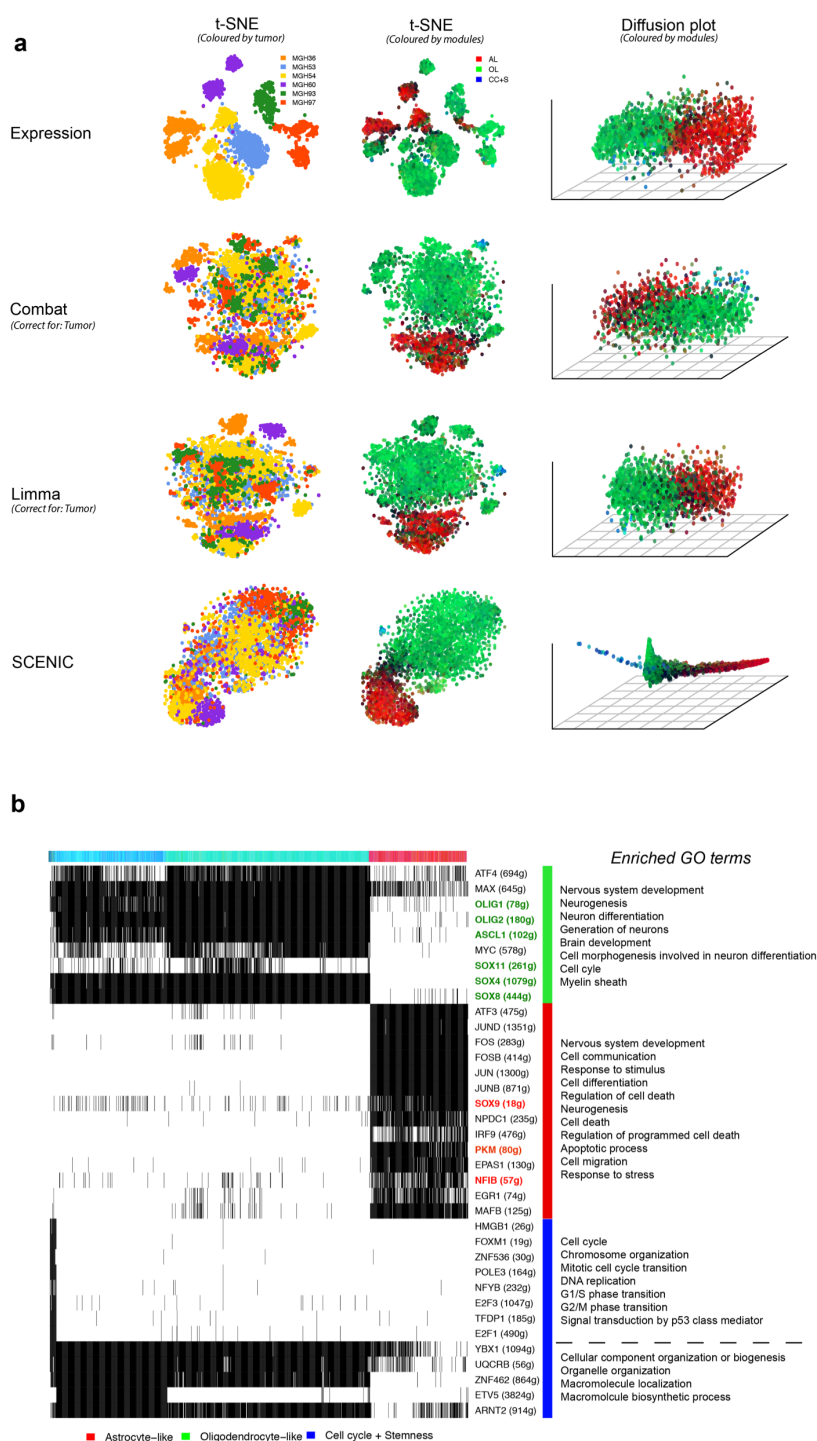 a
t-SNE
(Coloured by tumor)
t-SNE
(Coloured by modules)
Diffusion plot
(Coloured by modules)
MGH36
MGH53
MGH54
MGH60
MGH93
MGH97
AL
OL
CC+S
Expression
Combat
(Correct for: Tumor)
Limma
(Correct for: Tumor)
SCENIC
b
Enriched GO terms
ATF4 (694g)
MAX (645g)
OLIG1 (78g)
OLIG2 (180g)
ASCL1 (102g)
MYC (578g)
SOX11 (261g)
SOX4 (1079g)
SOX8 (444g)
ATF3 (475g)
JUND (1351g)
FOS (283g)
FOSB (414g)
JUN (1300g)
JUNB (871g)
SOX9 (18g)
NPDC1 (235g)
IRF9 (476g)
PKM (80g)
EPAS1 (130g)
NFIB (57g)
EGR1 (74g)
MAFB (125g)
HMGB1 (26g)
FOXM1 (19g)
ZNF536 (30g)
POLE3 (164g)
NFYB (232g)
E2F3 (1047g)
TFDP1 (185g)
E2F1 (490g)
YBX1 (1094g)
UQCRB (56g)
ZNF462 (864g)
ETV5 (3824g)
ARNT2 (914g)
Nervous system development
Neurogenesis
Neuron differentiation
Generation of neurons
Brain development
Cell morphogenesis involved in neuron differentiation
Cell cyle
Myelin sheath
Nervous system development
Cell communication
Response to stimulus
Cell differentiation
Regulation of cell death
Neurogenesis
Cell death
Regulation of programmed cell death
Apoptotic process
Cell migration
Response to stress
Cell cycle
Chromosome organization
Mitotic cell cycle transition
DNA replication
G1/S phase transition
G2/M phase transition
Signal transduction by p53 class mediator
Cellular component organization or biogenesis
Organelle organization
Macromolecule localization
Macromolcule biosynthetic process
Astrocyte-like
Oligodendrocyte-like
Cell cycle + Stemness